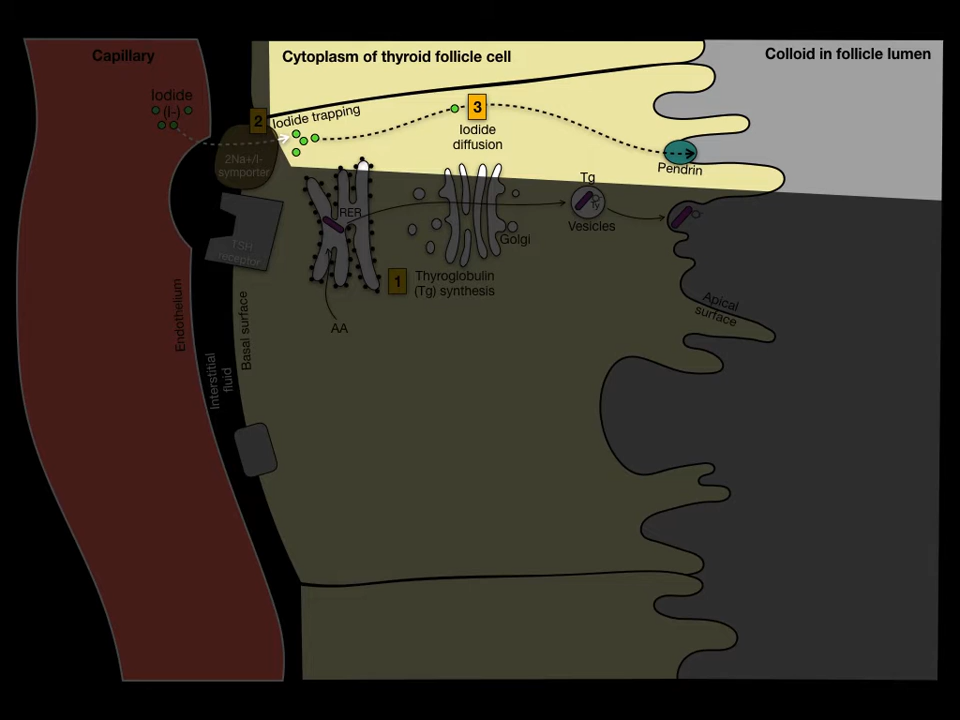 Capillary
Cytoplasm of thyroid follicle cell
Colloid in follicle lumen
Iodide
(I-)
2
Iodide trapping
3
Iodide
diffusion
2Na+/I-
symporter
Pendrin
Tg
RER
Vesicles
Golgi
TSH
receptor
1
Thyroglobulin
(Tg) synthesis
AA
Apical
surface
Endothelium
Basal surface
Interstitial
fluid